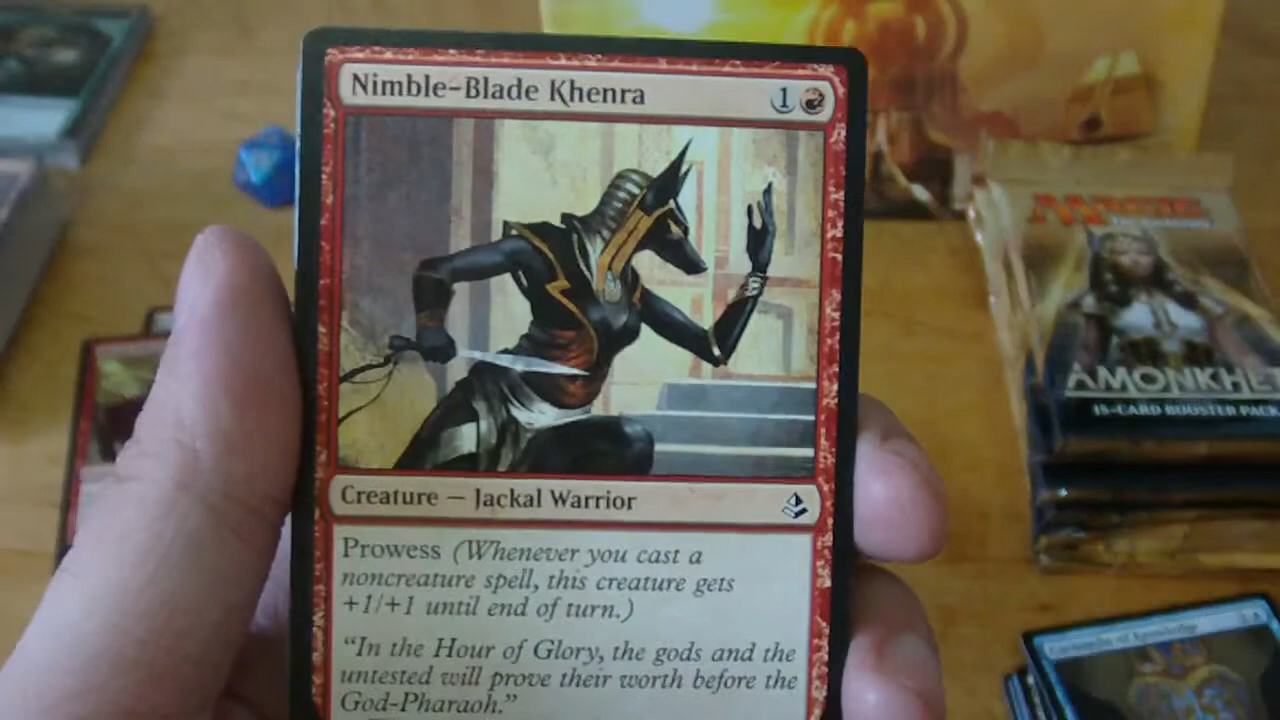 Nimble-Blade Khenra 1
Creature — Jackal Warrior
Prowess (Whenever you cast a
noncreature spell, this creature gets
+1/+1 until end of turn.)
"In the Hour of Glory, the gods and the
untested will prove their worth before the
God-Pharaoh."
MAGIC
AMONKHET
15-CARD BOOSTER PACK